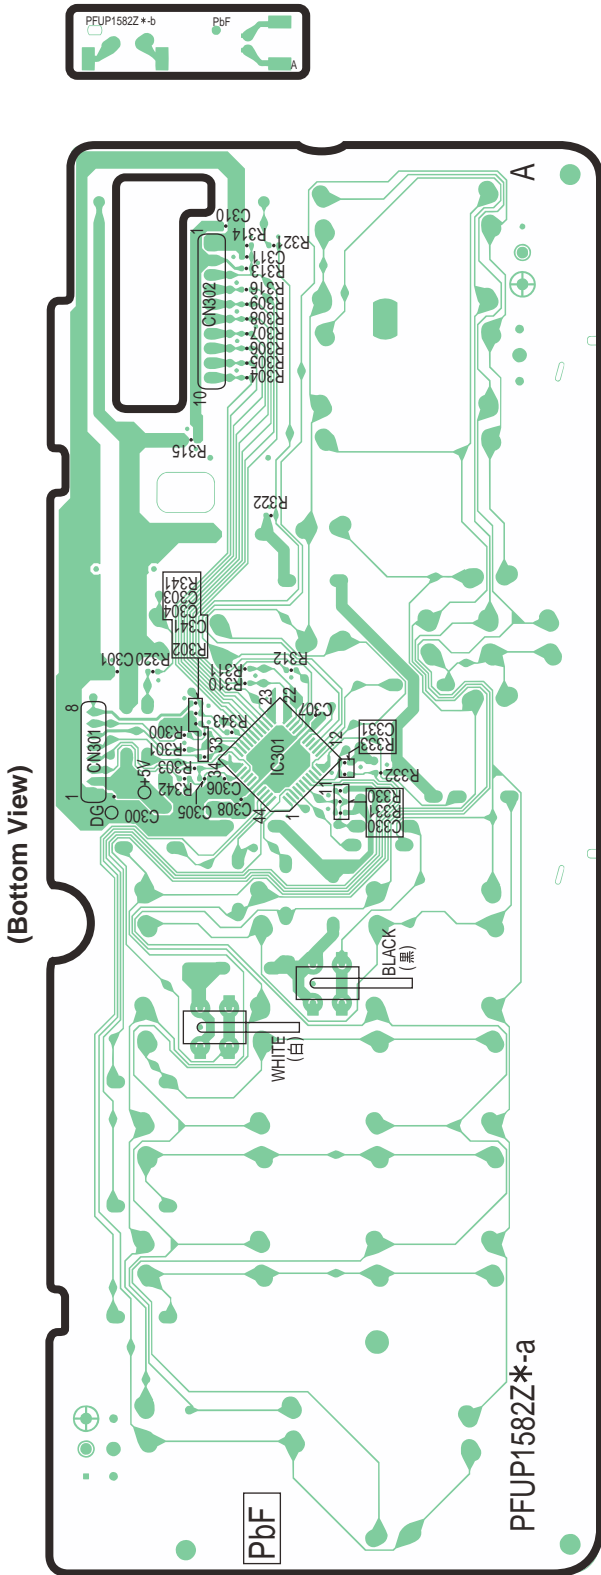 PFUP1582Z*-b
PbF
A
(Bottom View)
A
C310
1
R314
R321
C311
R313
R316
R309
R308
R307
R306
R305
R304
CN302
10
R315
R322
R341
C303
C304
C341
R302
C301
R320
R311
R310
R312
8
CN301
1
R300
R301
R303
R342
R343
33
34
23
22
C307
12
IC301
C331
R333
R332
11
R330
R331
C330
C306
C305
C308
44
1
+5V
DG
C300
BLACK
(黒)
WHITE
(白)
PbF
PFUP1582Z*-a